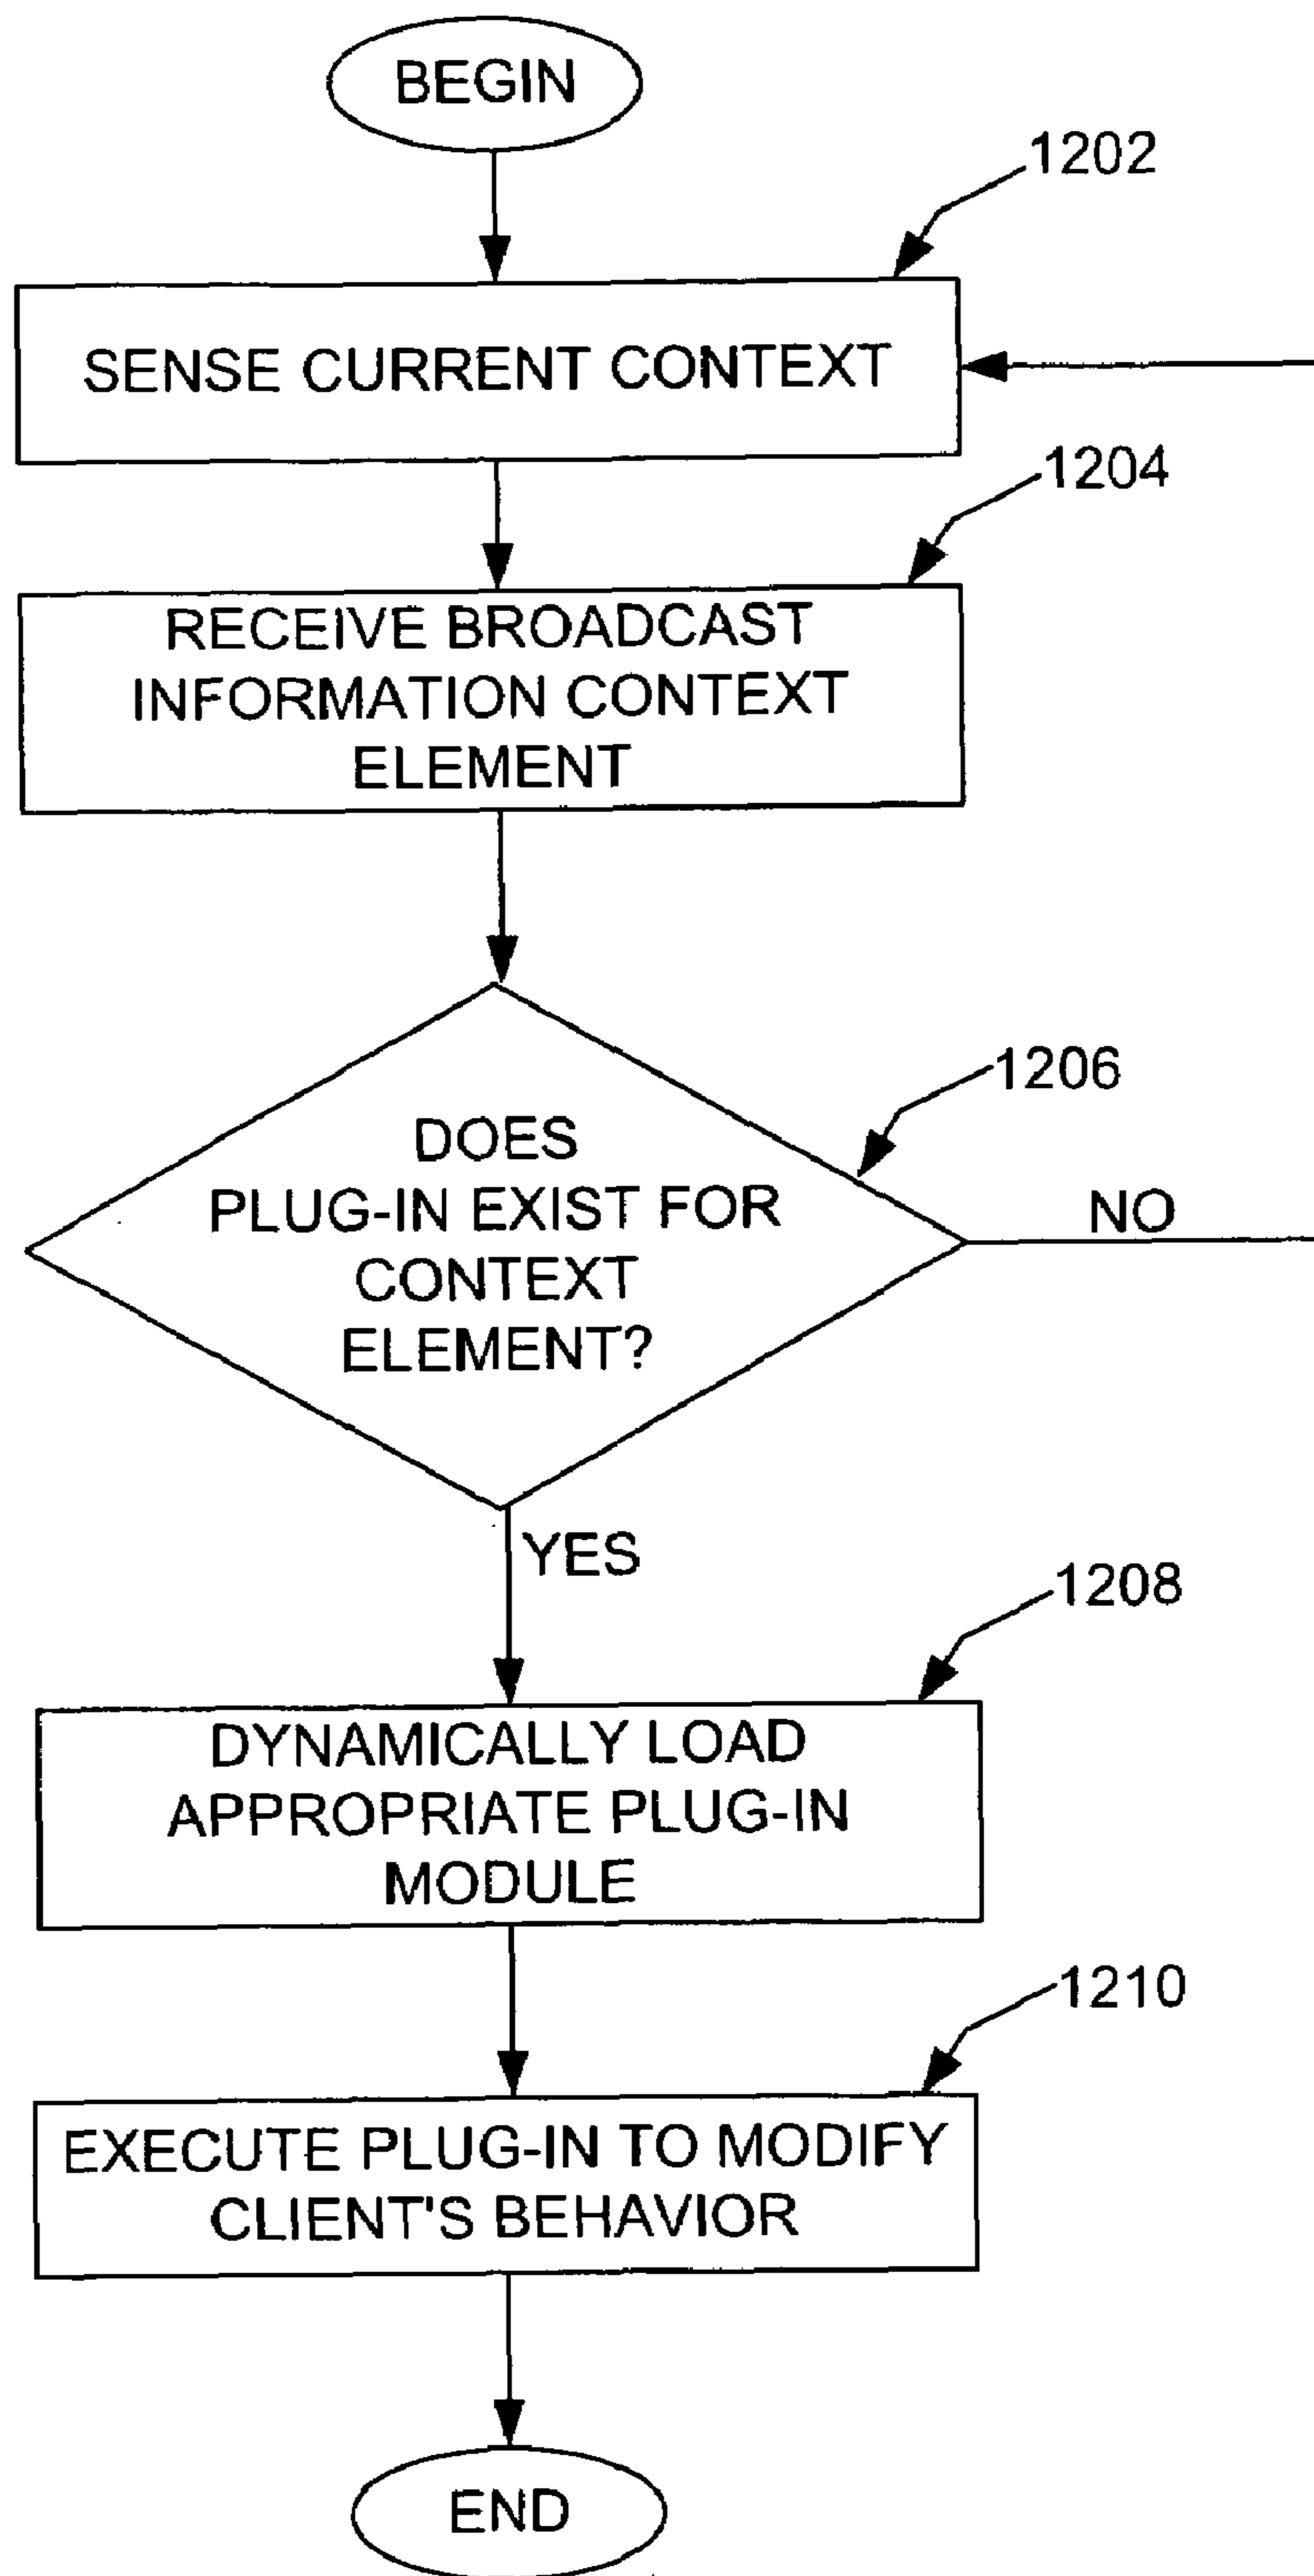 BEGIN
1202
SENSE CURRENT CONTEXT
1204
RECEIVE BROADCAST
INFORMATION CONTEXT
ELEMENT
1206
DOES
PLUG-IN EXIST FOR
CONTEXT
ELEMENT?
NO
YES
1208
DYNAMICALLY LOAD
APPROPRIATE PLUG-IN
MODULE
1210
EXECUTE PLUG-IN TO MODIFY
CLIENT'S BEHAVIOR
END